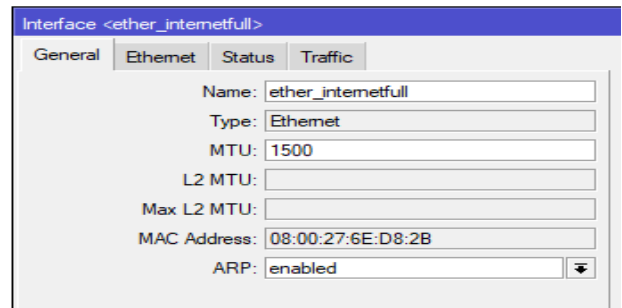 Interface <ether_internetfull>
General Ethernet Status Traffic
Name: ether_internetfull
Type: Ethernet
MTU: 1500
L2 MTU:
Max L2 MTU:
MAC Address: 08:00:27:6E:D8:2B
ARP: enabled